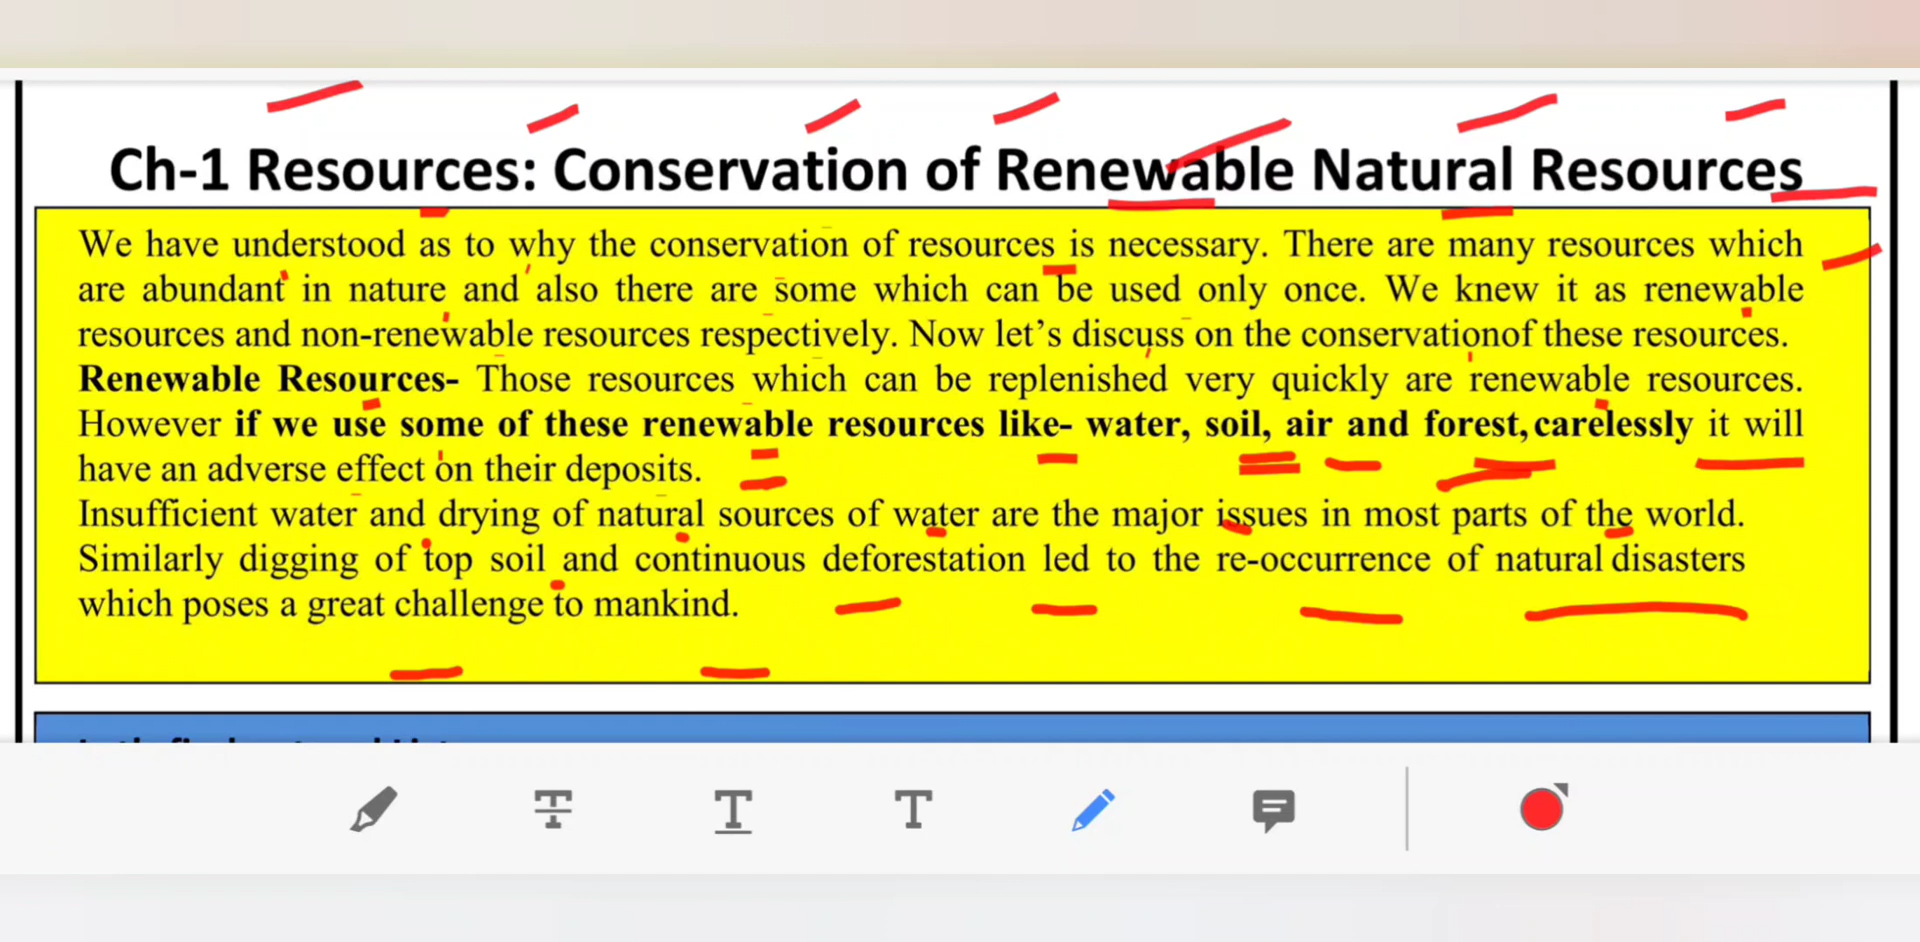 Ch-1 Resources: Conservation of Renewable Natural Resources
We have understood as to why the conservation of resources is necessary. There are many resources which
are abundant in nature and also there are some which can be used only once. We knew it as renewable
resources and non-renewable resources respectively. Now let’s discuss on the conservationof these resources.
Renewable Resources- Those resources which can be replenished very quickly are renewable resources.
However if we use some of these renewable resources like- water, soil, air and forest, carelessly it will
have an adverse effect on their deposits.
Insufficient water and drying of natural sources of water are the major issues in most parts of the world.
Similarly digging of top soil and continuous deforestation led to the re-occurrence of natural disasters
which poses a great challenge to mankind.